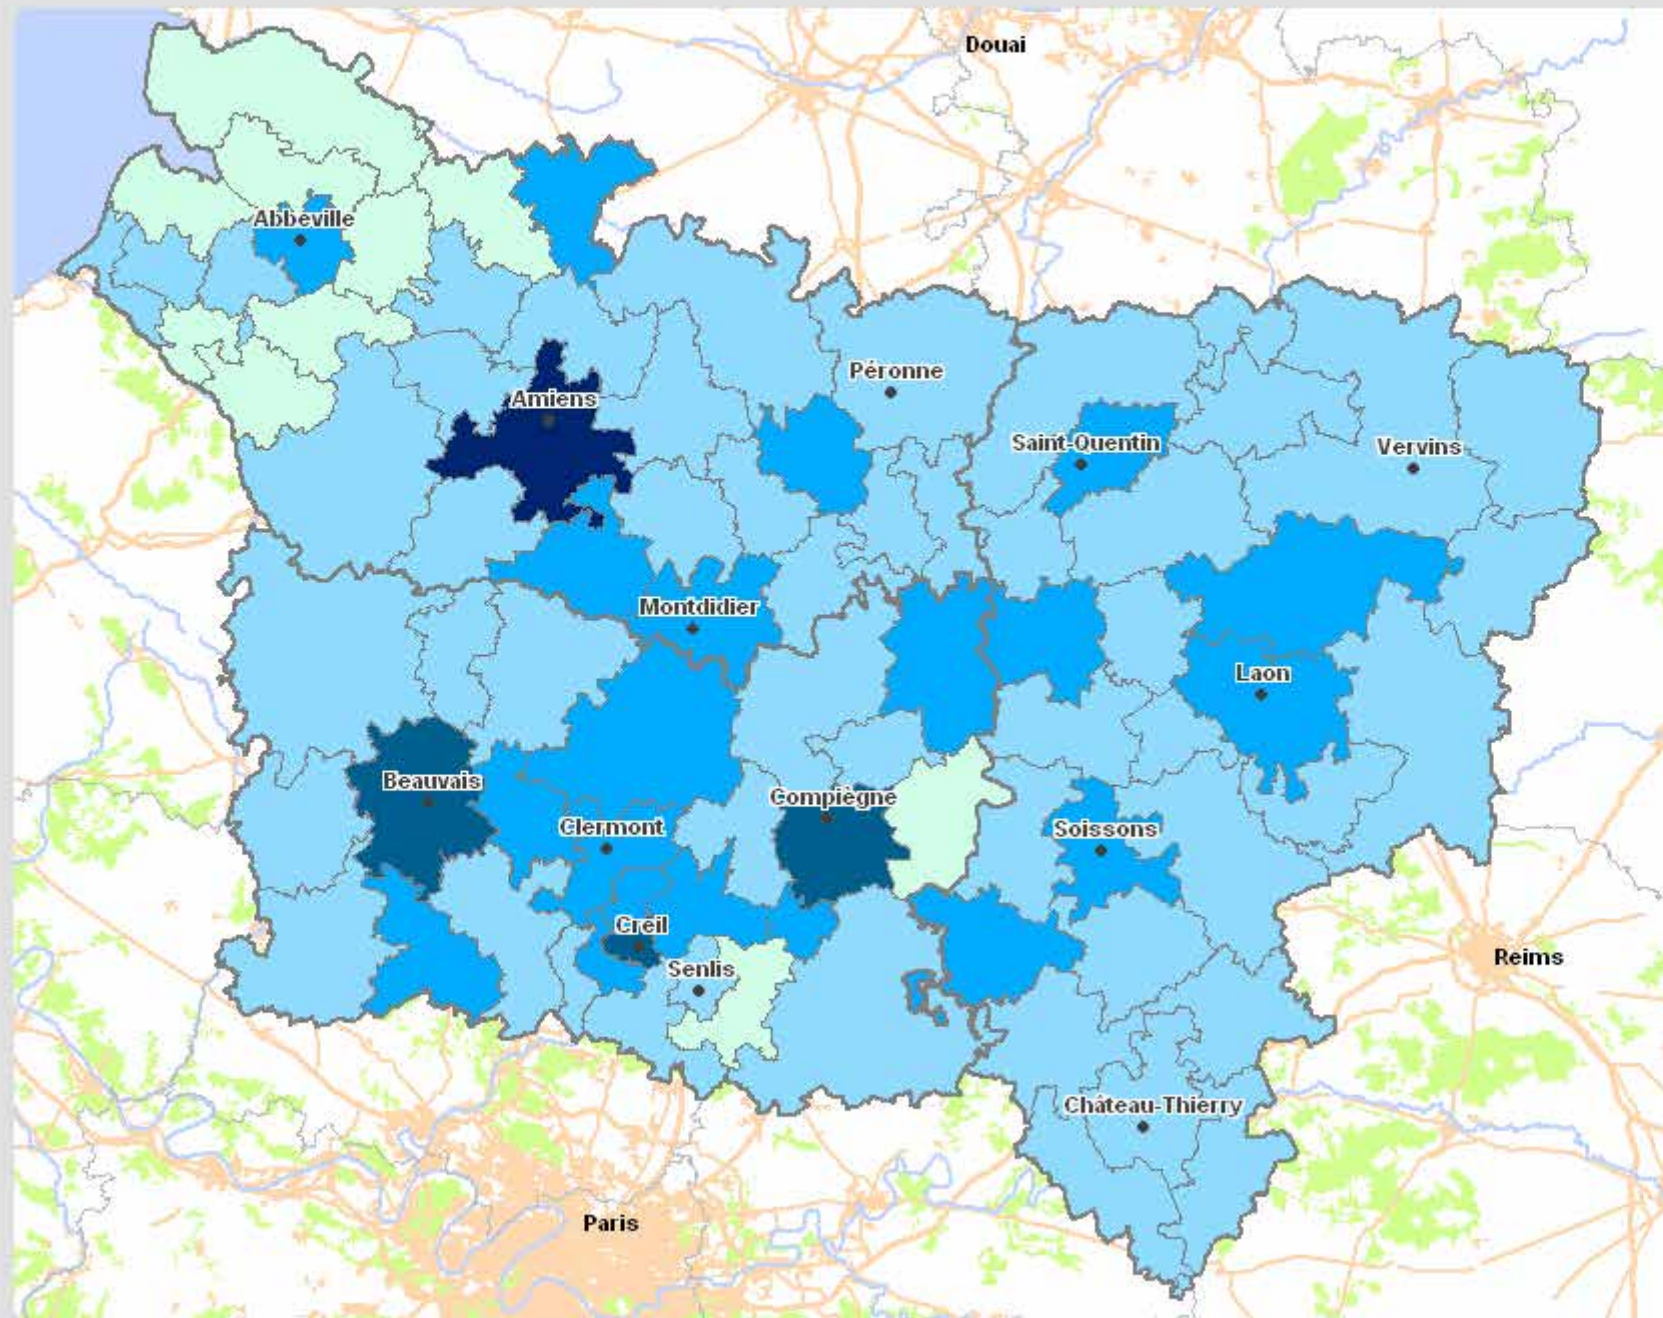 Douai
Abbeville
Péronne
Amiens
Saint-Quentin
Vervins
Montdidier
Laon
Beauvais
Compiègne
Clermont
Soissons
Creil
Senlis
Reims
Château-Thierry
Paris